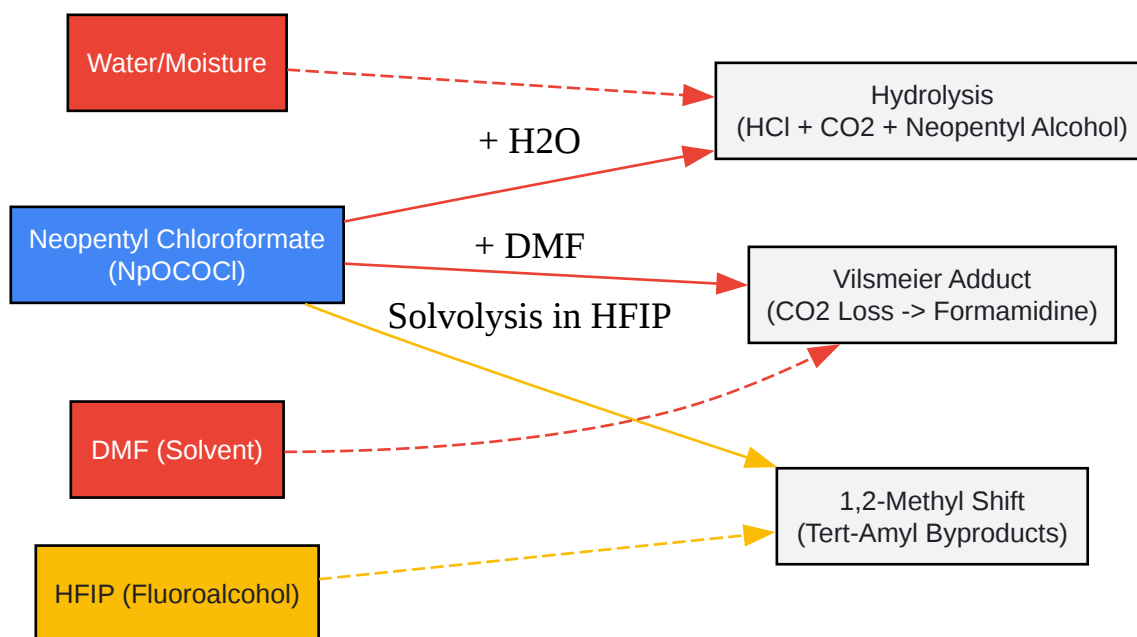 Water/Moisture
Hydrolysis
(HCl + CO2 + Neopentyl Alcohol)
+ H2O
Neopentyl Chloroformate
(NpOCOCl)
+ DMF
Vilsmeier Adduct
(CO2 Loss -> Formamidine)
Solvolysis in HFIP
DMF (Solvent)
1,2-Methyl Shift
(Tert-Amyl Byproducts)
HFIP (Fluoroalcohol)